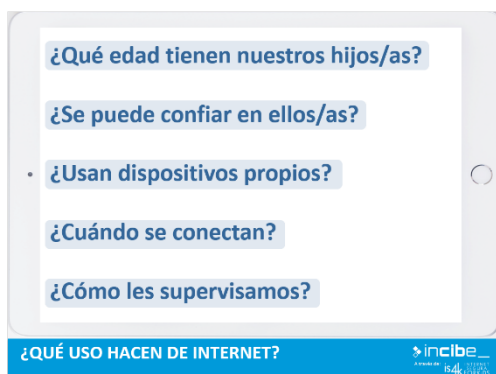 ¿Qué edad tienen nuestros hijos/as?
¿Se puede confiar en ellos/as?
¿Usan dispositivos propios?
¿Cuándo se conectan?
¿Cómo les supervisamos?
¿QUÉ USO HACEN DE INTERNET?
incibe_
is4k